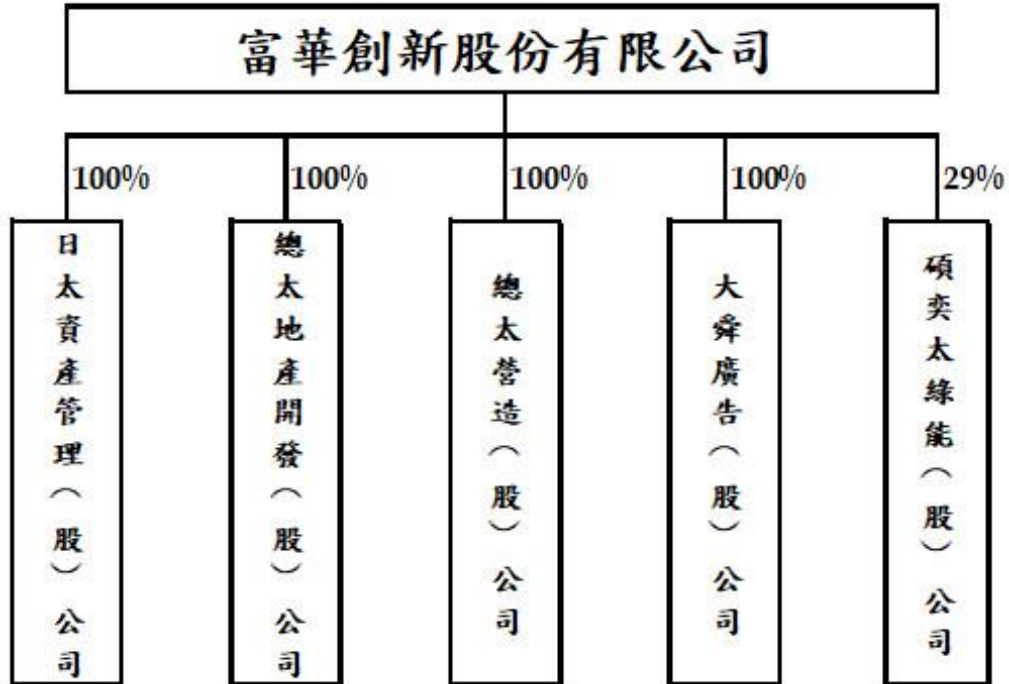 富華創新股份有限公司
100%
100%
100%
100%
29%
日太資產管理(股)公司
總太地產開發(股)公司
總太營造(股)公司
大舜廣告(股)公司
碩奕太綠能(股)公司